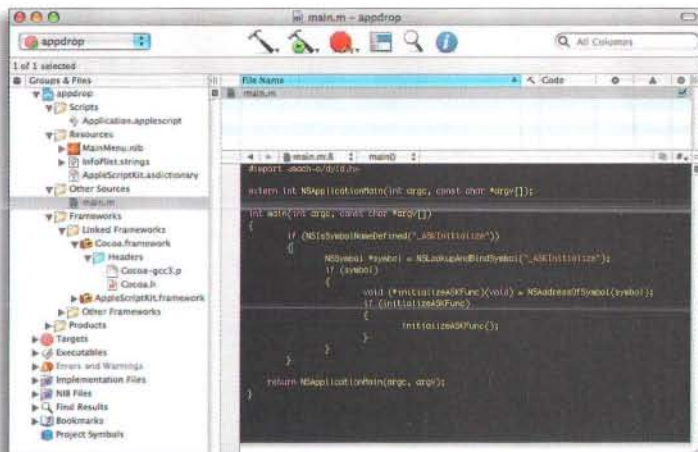 main.m – appdrop
appdrop
All Columns
1 of 1 selected
Groups & Files
appdrop
Scripts
Application.applescript
Resources
MainMenu.nib
InfoPlist.strings
AppleScriptKit.asdictionary
Other Sources
main.m
Frameworks
Linked Frameworks
Cocoa.framework
Headers
Cocoa-gcc3.p
Cocoa.h
AppleScriptKit.framework
Other Frameworks
Products
Targets
Executables
Errors and Warnings
Implementation Files
NIB Files
Find Results
Bookmarks
Project Symbols
File Name
Code
main.m
main.m:8
main()
#import <mach-o/dyld.h>
extern int NSApplicationMain(int argc, const char *argv[]);
int main(int argc, const char *argv[])
{
if (NSIsSymbolNameDefined("_ASKInitialize"))
{
NSSymbol *symbol = NSLookupAndBindSymbol("_ASKInitialize");
if (symbol)
{
void (*initializeASKFunc)(void) = NSAddressOfSymbol(symbol);
if (initializeASKFunc)
{
initializeASKFunc();
}
}
}
return NSApplicationMain(argc, argv);
}